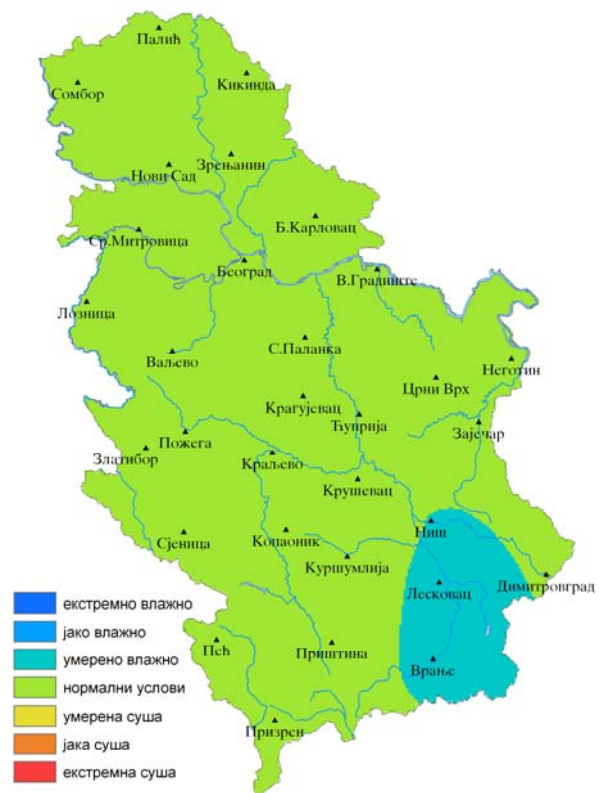 Палић
Кикинда
Сомбор
Зрењанин
Нови Сад
Б.Карловац
Ср.Митровица
Београд
В.Градиште
Лозница
С.Паланка
Ваљево
Неготин
Црни Врх
Крагујевац
Ћуприја
Зајечар
Пожега
Златибор
Краљево
Крушевац
Ниш
Сјеница
Копаоник
Куршумлија
Димитровград
Лесковац
екстремно влажно
јако влажно
умерено влажно
нормални услови
умерена суша
јака суша
екстремна суша
Пећ
Приштина
Врање
Призрен